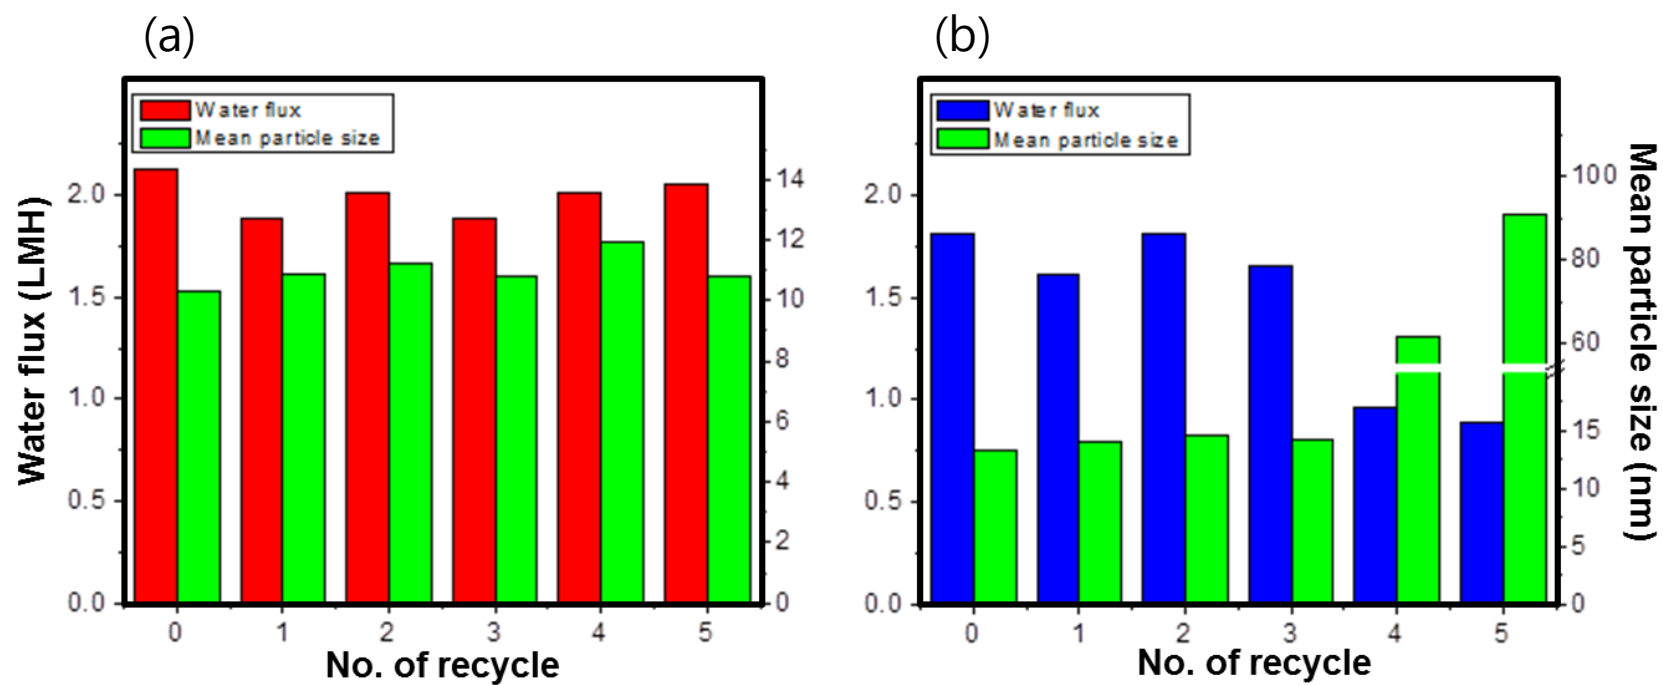 (a)
Water flux
Mean particle size
2.0
1.5
1.0
0.5
0.0
Water flux (LMH)
14
12
10
8
6
4
2
0
0 1 2 3 4 5
No. of recycle
(b)
Water flux
Mean particle size
2.0
1.5
1.0
0.5
0.0
100
80
60
15
10
5
0
Mean particle size (nm)
0 1 2 3 4 5
No. of recycle